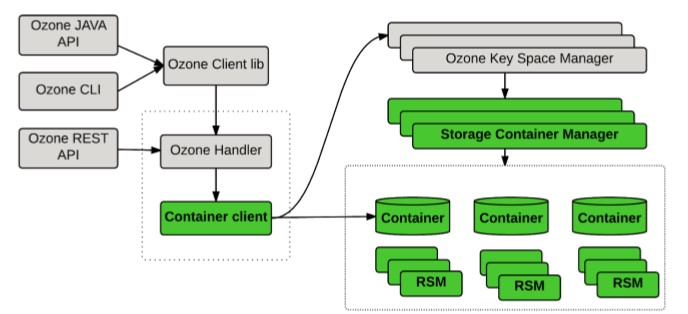 Ozone JAVA
API
Ozone CLI
Ozone REST
API
Ozone Client lib
Ozone Handler
Container client
Ozone Key Space Manager
Storage Container Manager
Container
Container
Container
RSM
RSM
RSM